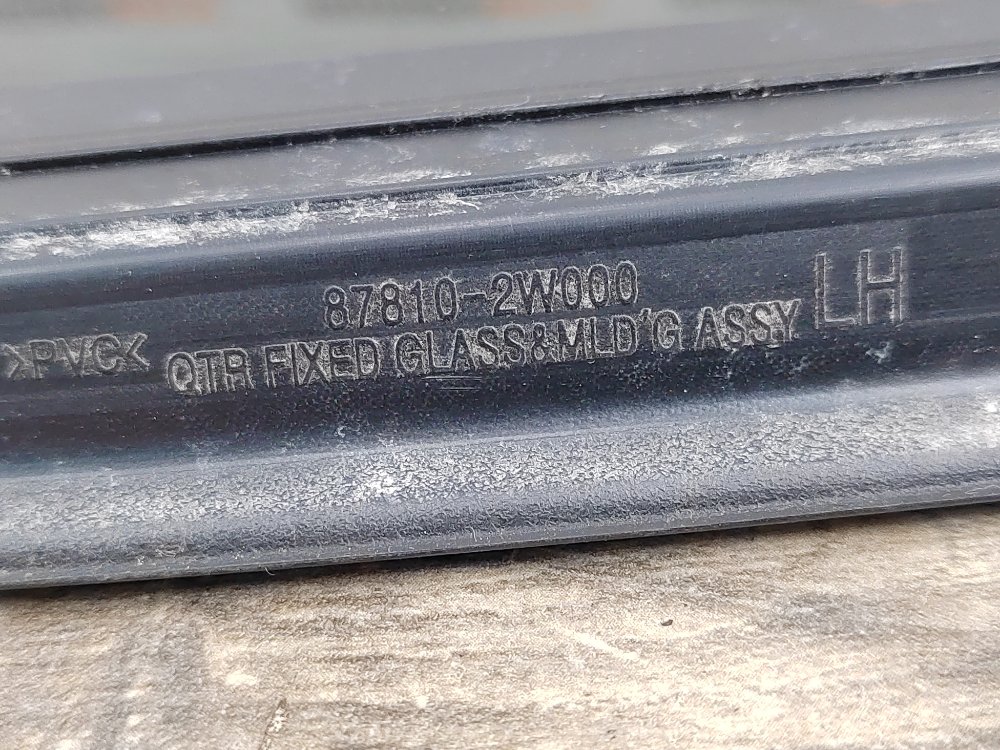 87810-2W000
LH
>PVC< QTR FIXED GLASS&MLD'G ASSY